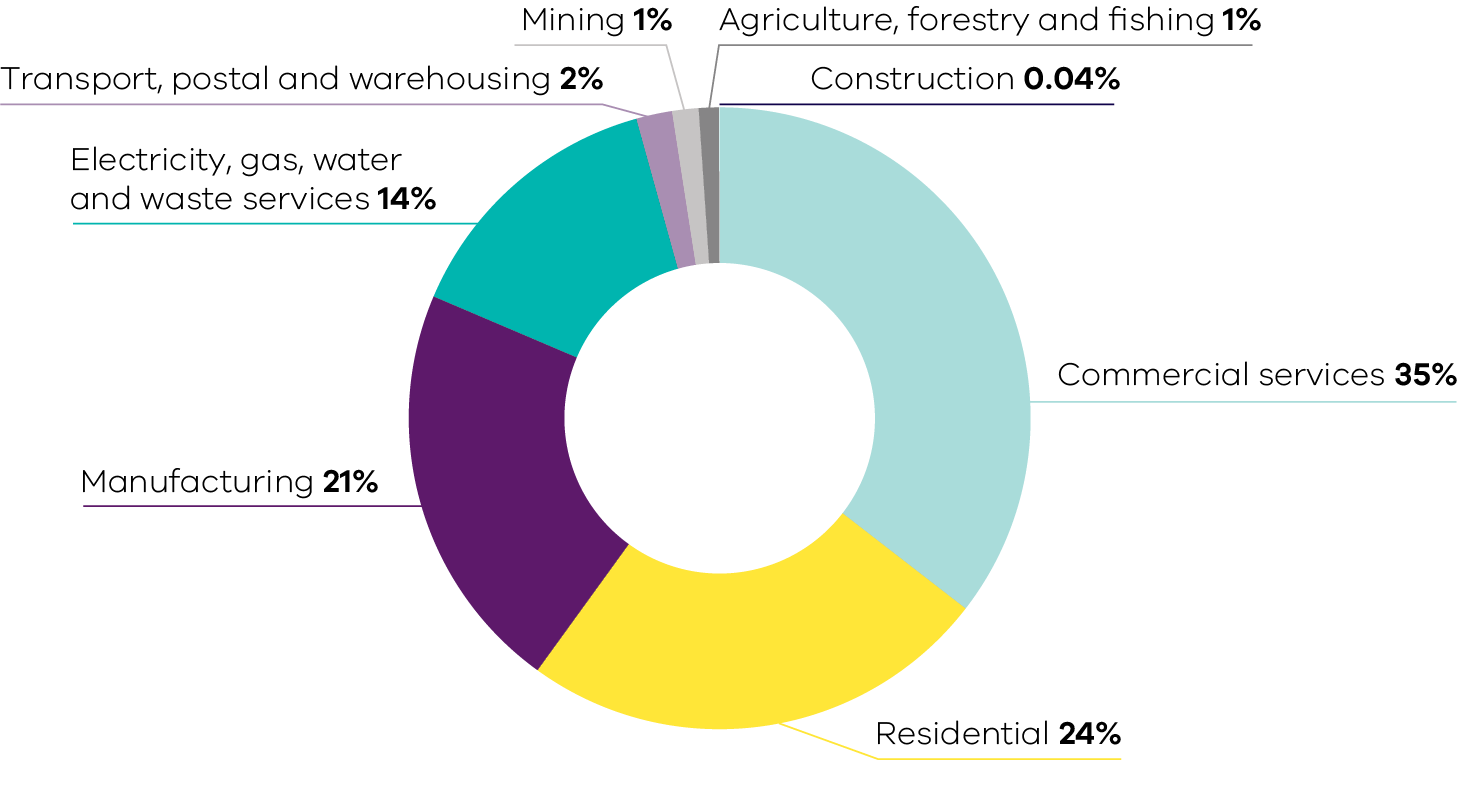 Mining 1%
Agriculture, forestry and fishing 1%
Transport, postal and warehousing 2%
Construction 0.04%
Electricity, gas, water
and waste services 14%
Commercial services 35%
Manufacturing 21%
Residential 24%